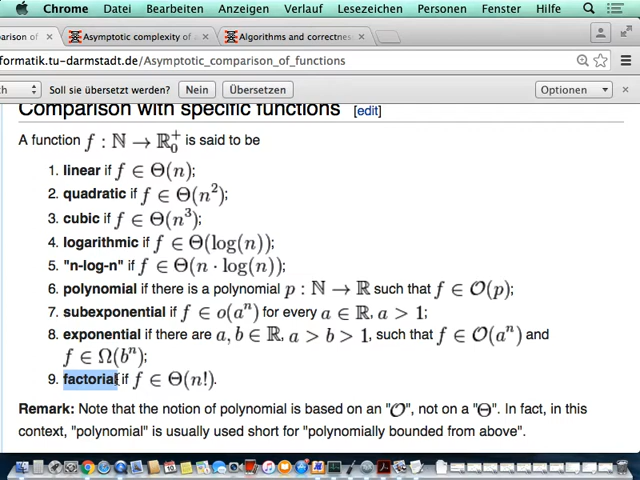 Chrome Datei Bearbeiten Anzeigen Verlauf Lesezeichen Personen Fenster Hilfe
parison of Asymptotic complexity of a Algorithms and correctnes
formatik.tu-darmstadt.de/Asymptotic_comparison_of_functions
ch Soll sie übersetzt werden? Nein Übersetzen Optionen
Comparison with specific functions [edit]
A function f : ℕ → ℝ₀⁺ is said to be
1. linear if f ∈ Θ(n);
2. quadratic if f ∈ Θ(n²);
3. cubic if f ∈ Θ(n³);
4. logarithmic if f ∈ Θ(log(n));
5. "n-log-n" if f ∈ Θ(n · log(n));
6. polynomial if there is a polynomial p : ℕ → ℝ such that f ∈ 𝒪(p);
7. subexponential if f ∈ o(aⁿ) for every a ∈ ℝ, a > 1;
8. exponential if there are a, b ∈ ℝ, a > b > 1, such that f ∈ 𝒪(aⁿ) and
f ∈ Ω(bⁿ);
9. factorial if f ∈ Θ(n!).
Remark: Note that the notion of polynomial is based on an "𝒪", not on a "Θ". In fact, in this
context, "polynomial" is usually used short for "polynomially bounded from above".